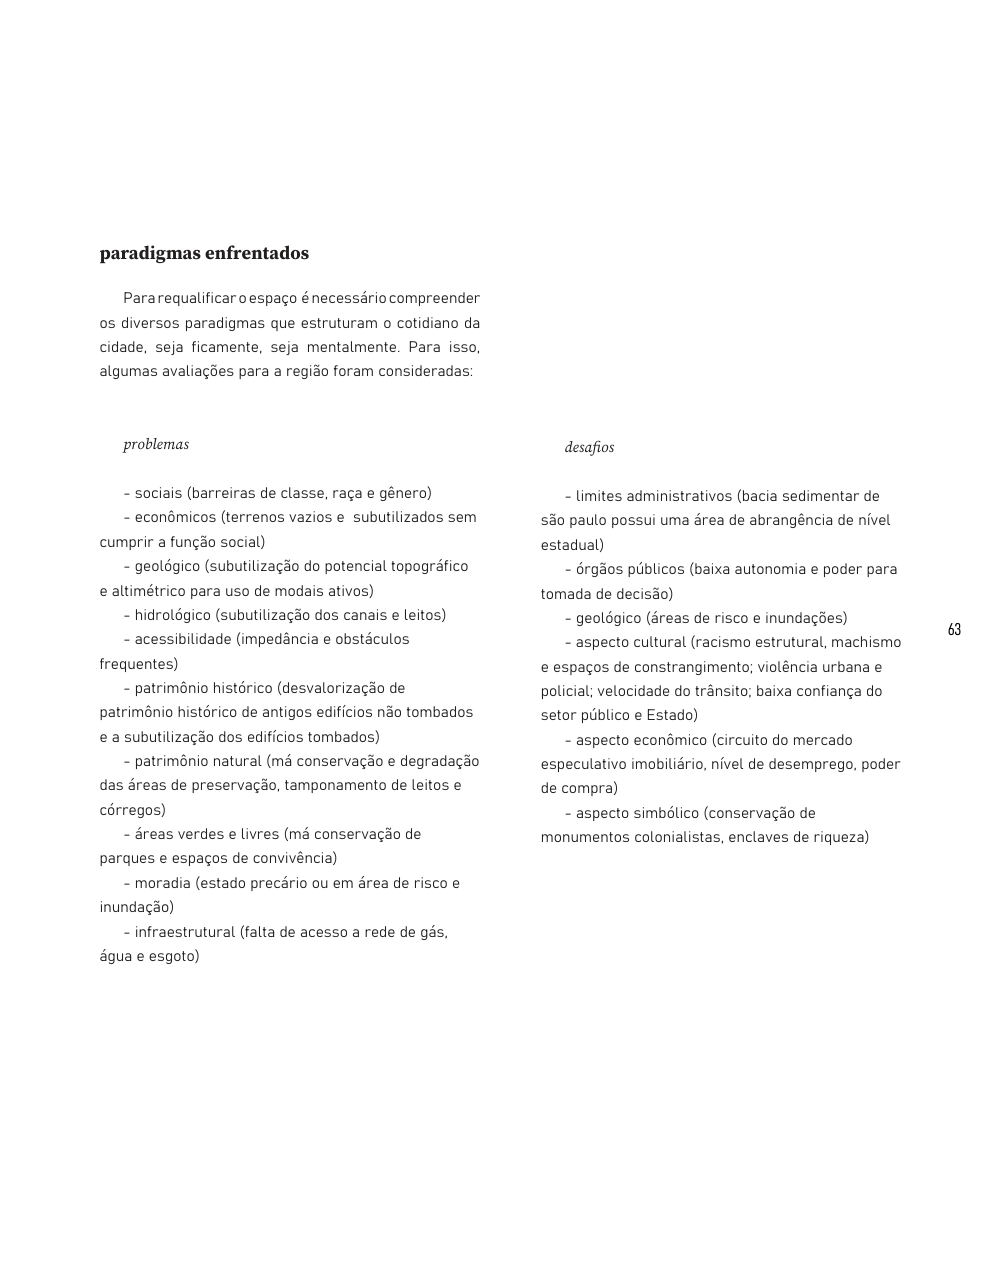 paradigmas enfrentados
Para requalificar o espaço é necessário compreender
os diversos paradigmas que estruturam o cotidiano da
cidade, seja ficamente, seja mentalmente. Para isso,
algumas avaliações para a região foram consideradas:
problemas
- sociais (barreiras de classe, raça e gênero)
- econômicos (terrenos vazios e subutilizados sem
cumprir a função social)
- geológico (subutilização do potencial topográfico
e altimétrico para uso de modais ativos)
- hidrológico (subutilização dos canais e leitos)
- acessibilidade (impedância e obstáculos
frequentes)
- patrimônio histórico (desvalorização de
patrimônio histórico de antigos edifícios não tombados
e a subutilização dos edifícios tombados)
- patrimônio natural (má conservação e degradação
das áreas de preservação, tamponamento de leitos e
córregos)
- áreas verdes e livres (má conservação de
parques e espaços de convivência)
- moradia (estado precário ou em área de risco e
inundação)
- infraestrutural (falta de acesso a rede de gás,
água e esgoto)
desafios
- limites administrativos (bacia sedimentar de
são paulo possui uma área de abrangência de nível
estadual)
- órgãos públicos (baixa autonomia e poder para
tomada de decisão)
- geológico (áreas de risco e inundações)
- aspecto cultural (racismo estrutural, machismo
e espaços de constrangimento; violência urbana e
policial; velocidade do trânsito; baixa confiança do
setor público e Estado)
- aspecto econômico (circuito do mercado
especulativo imobiliário, nível de desemprego, poder
de compra)
- aspecto simbólico (conservação de
monumentos colonialistas, enclaves de riqueza)
63